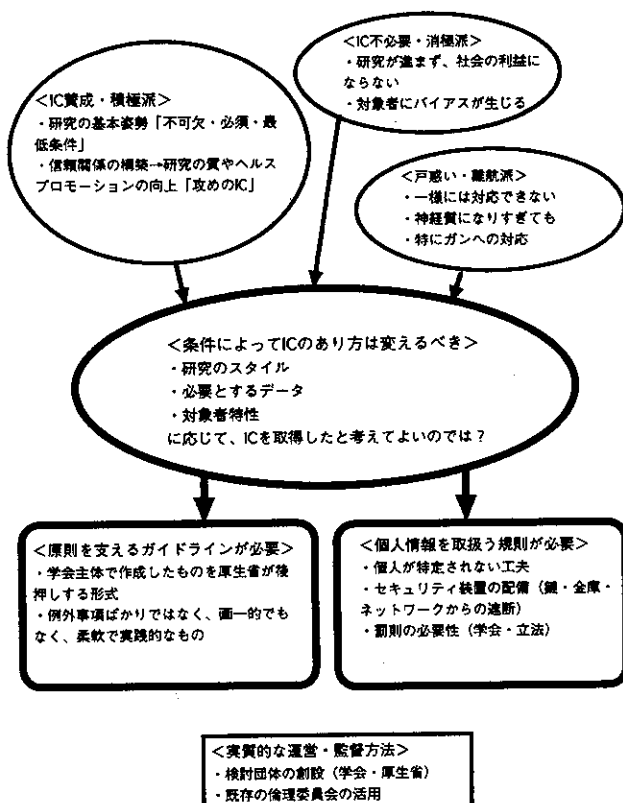 <IC不必要・消極派>
・研究が進まず、社会の利益に
ならない
・対象者にバイアスが生じる
<IC賛成・積極派>
・研究の基本姿勢「不可欠・必須・最
低条件」
・信頼関係の構築→研究の質やヘルス
プロモーションの向上「攻めのIC」
<戸惑い・難航派>
・一様には対応できない
・神経質になりすぎても
・特にガンへの対応
<条件によってICのあり方は変えるべき>
・研究のスタイル
・必要とするデータ
・対象者特性
に応じて、ICを取得したと考えてよいのでは?
<原則を支えるガイドラインが必要>
・学会主体で作成したものを厚生省が後
押しする形式
・例外事項ばかりではなく、画一的でも
なく、柔軟で実践的なもの
<個人情報を取扱う規則が必要>
・個人が特定されない工夫
・セキュリティ装置の配備(鍵・金庫・
ネットワークからの遮断)
・罰則の必要性(学会・立法)
<実質的な運営・監督方法>
・検討団体の創設(学会・厚生省)
・既存の倫理委員会の活用